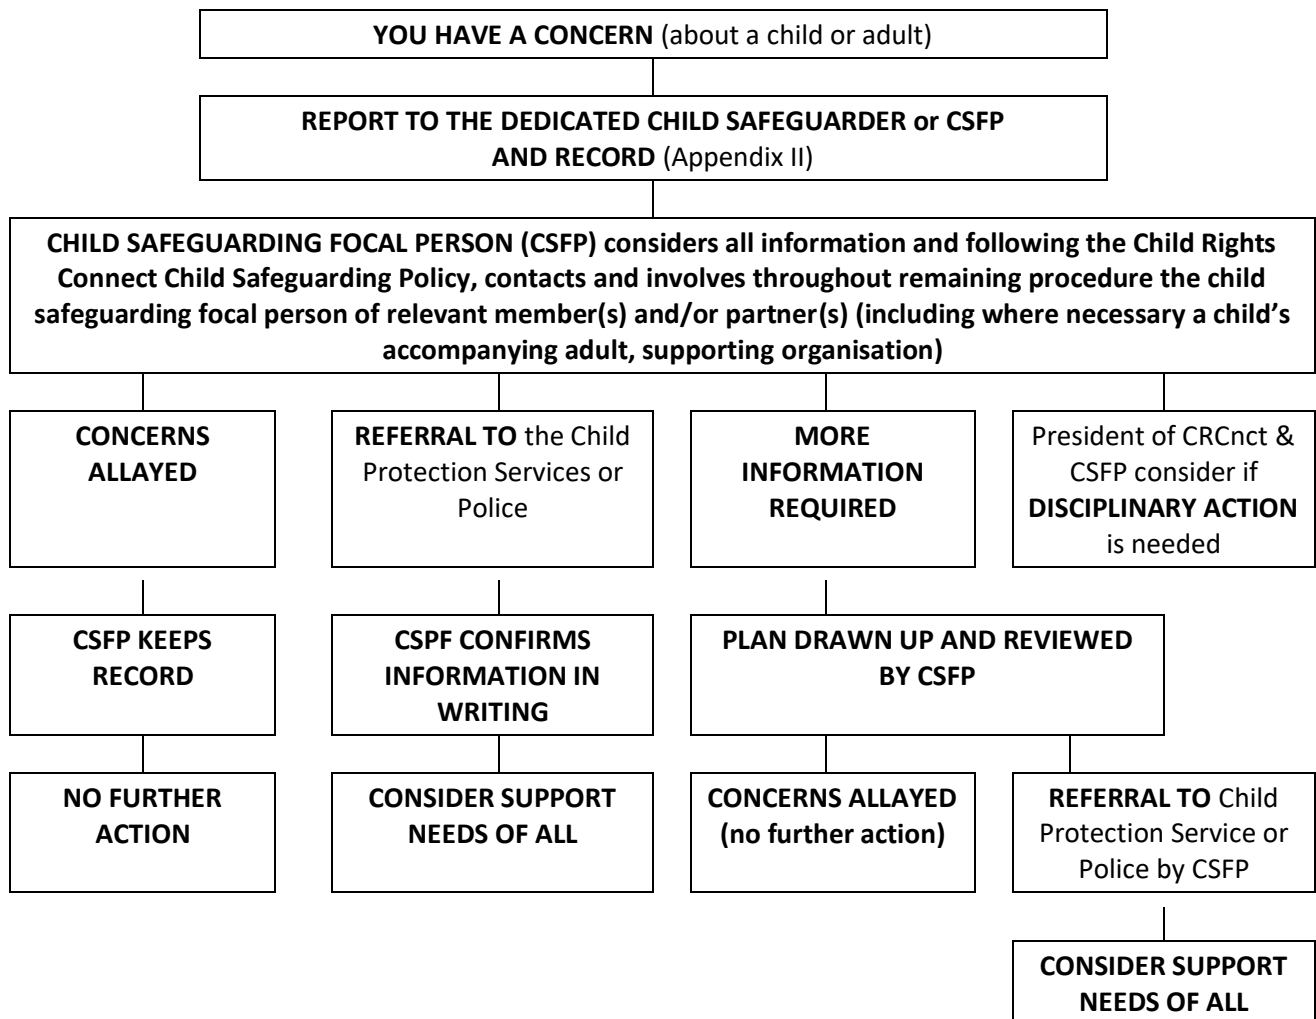 YOU HAVE A CONCERN (about a child or adult)
REPORT TO THE DEDICATED CHILD SAFEGUARDER or CSFP
AND RECORD (Appendix II)
CHILD SAFEGUARDING FOCAL PERSON (CSFP) considers all information and following the Child Rights
Connect Child Safeguarding Policy, contacts and involves throughout remaining procedure the child
safeguarding focal person of relevant member(s) and/or partner(s) (including where necessary a child’s
accompanying adult, supporting organisation)
CONCERNS
ALLAYED
REFERRAL TO the Child
Protection Services or
Police
MORE
INFORMATION
REQUIRED
President of CRCnct &
CSFP consider if
DISCIPLINARY ACTION
is needed
CSFP KEEPS
RECORD
CSPF CONFIRMS
INFORMATION IN
WRITING
PLAN DRAWN UP AND REVIEWED
BY CSFP
NO FURTHER
ACTION
CONSIDER SUPPORT
NEEDS OF ALL
CONCERNS ALLAYED
(no further action)
REFERRAL TO Child
Protection Service or
Police by CSFP
CONSIDER SUPPORT
NEEDS OF ALL